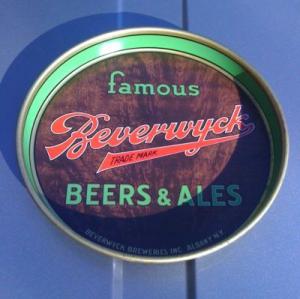 famous
Beverwyck
TRADE MARK
BEERS & ALES
BEVERWYCK BREWERIES INC. ALBANY N.Y.